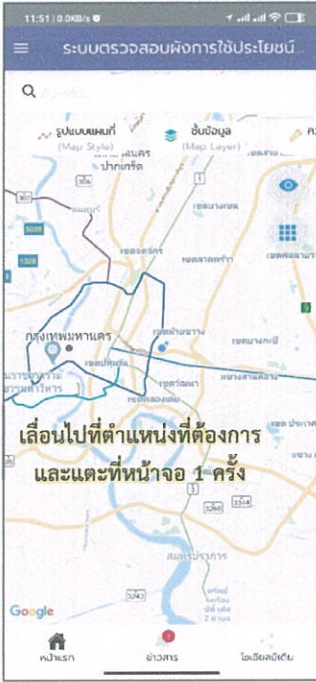 11:51 | 0.0KB/s
ระบบตรวจสอบผังการใช้ประโยชน์...
รูปแบบแผนที่
(Map Style)
ชั้นข้อมูล
(Map Layer)
ปากเกร็ด
นนทบุรี
เขตบางเขน
เขตจตุจักร
เขตลาดพร้าว
กรุงเทพมหานคร
เขตห้วยขวาง
เขตบางกะปิ
เขตปทุมวัน
เขตวัฒนา
เขตคลองเตย
เลื่อนไปที่ตำแหน่งที่ต้องการ
และแตะที่หน้าจอ 1 ครั้ง
3268
3344
สมุทรปราการ
3243
Google
หน้าแรก
ข่าวสาร
โซเชียลมีเดีย